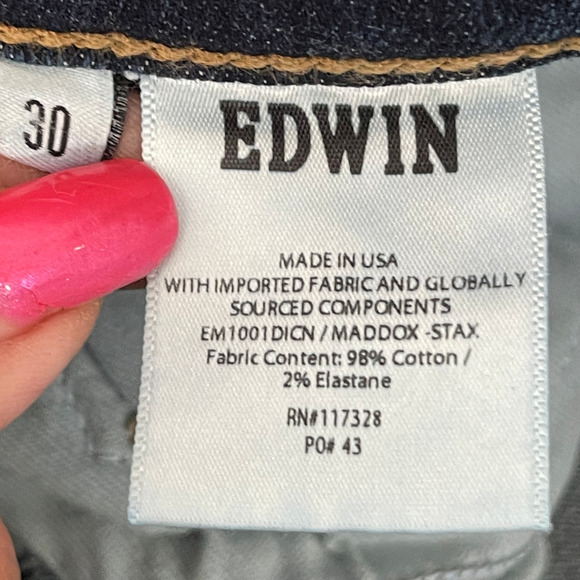 30
EDWIN
MADE IN USA
WITH IMPORTED FABRIC AND GLOBALLY
SOURCED COMPONENTS
EM1001DICN / MADDOX -STAX
Fabric Content: 98% Cotton /
2% Elastane
RN#117328
PO# 43